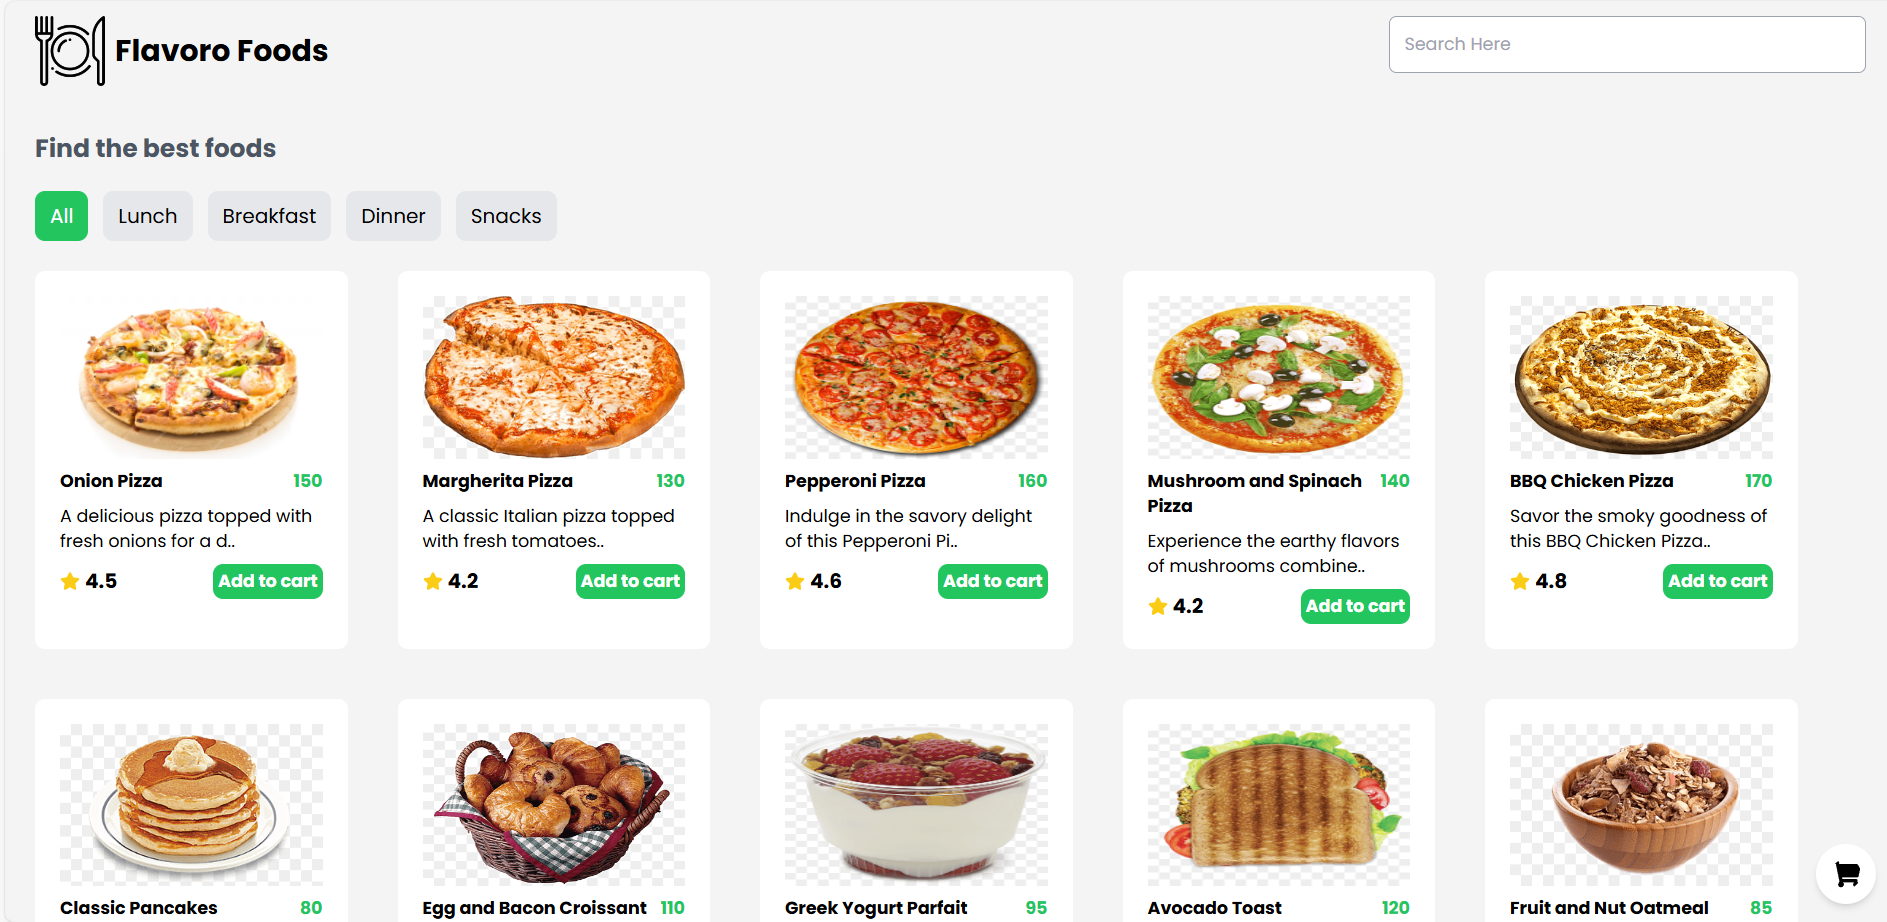 Flavoro Foods
Search Here
Find the best foods
All
Lunch
Breakfast
Dinner
Snacks
Onion Pizza
150
A delicious pizza topped with
fresh onions for a d..
4.5
Add to cart
Margherita Pizza
130
A classic Italian pizza topped
with fresh tomatoes..
4.2
Add to cart
Pepperoni Pizza
160
Indulge in the savory delight
of this Pepperoni Pi..
4.6
Add to cart
Mushroom and Spinach
Pizza
140
Experience the earthy flavors
of mushrooms combine..
4.2
Add to cart
BBQ Chicken Pizza
170
Savor the smoky goodness of
this BBQ Chicken Pizza..
4.8
Add to cart
Classic Pancakes
80
Egg and Bacon Croissant
110
Greek Yogurt Parfait
95
Avocado Toast
120
Fruit and Nut Oatmeal
85